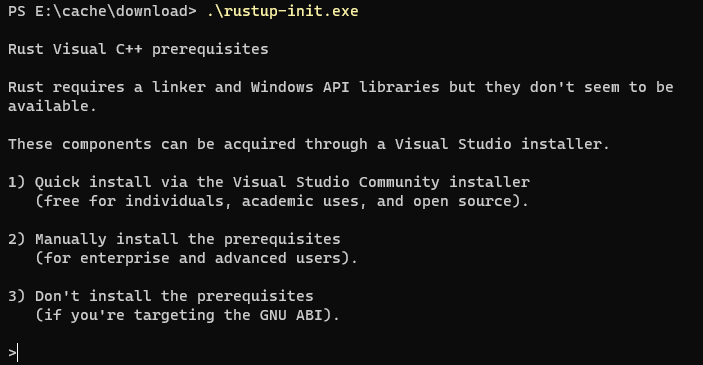 PS E:\cache\download> .\rustup-init.exe
Rust Visual C++ prerequisites
Rust requires a linker and Windows API libraries but they don't seem to be
available.
These components can be acquired through a Visual Studio installer.
1) Quick install via the Visual Studio Community installer
(free for individuals, academic uses, and open source).
2) Manually install the prerequisites
(for enterprise and advanced users).
3) Don't install the prerequisites
(if you're targeting the GNU ABI).
>